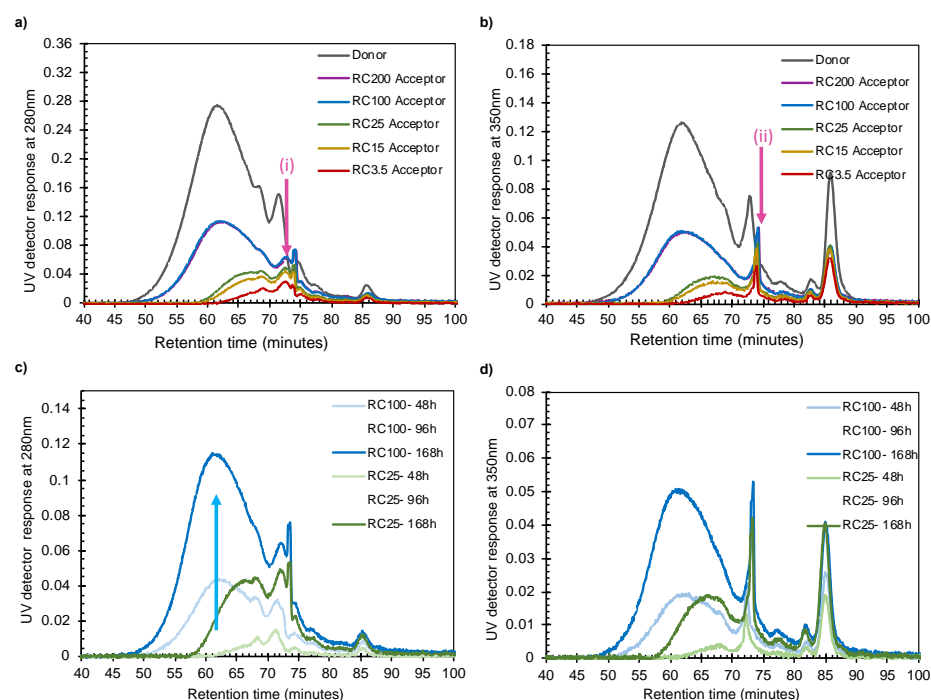 a)
0.36
0.32
0.28
0.24
0.2
0.16
0.12
0.08
0.04
0
40 45 50 55 60 65 70 75 80 85 90 95 100
UV detector response at 280nm
Retention time (minutes)
Donor
RC200 Acceptor
RC100 Acceptor
RC25 Acceptor
RC15 Acceptor
RC3.5 Acceptor
(i)
b)
0.18
0.16
0.14
0.12
0.1
0.08
0.06
0.04
0.02
0
40 45 50 55 60 65 70 75 80 85 90 95 100
UV detector response at 350nm
Retention time (minutes)
Donor
RC200 Acceptor
RC100 Acceptor
RC25 Acceptor
RC15 Acceptor
RC3.5 Acceptor
(ii)
c)
0.14
0.12
0.1
0.08
0.06
0.04
0.02
0
40 45 50 55 60 65 70 75 80 85 90 95 100
UV detector response at 280nm
Retention time (minutes)
RC100- 48h
RC100- 96h
RC100- 168h
RC25- 48h
RC25- 96h
RC25- 168h
d)
0.08
0.07
0.06
0.05
0.04
0.03
0.02
0.01
0
40 45 50 55 60 65 70 75 80 85 90 95 100
UV detector response at 350nm
Retention time (minutes)
RC100- 48h
RC100- 96h
RC100- 168h
RC25- 48h
RC25- 96h
RC25- 168h